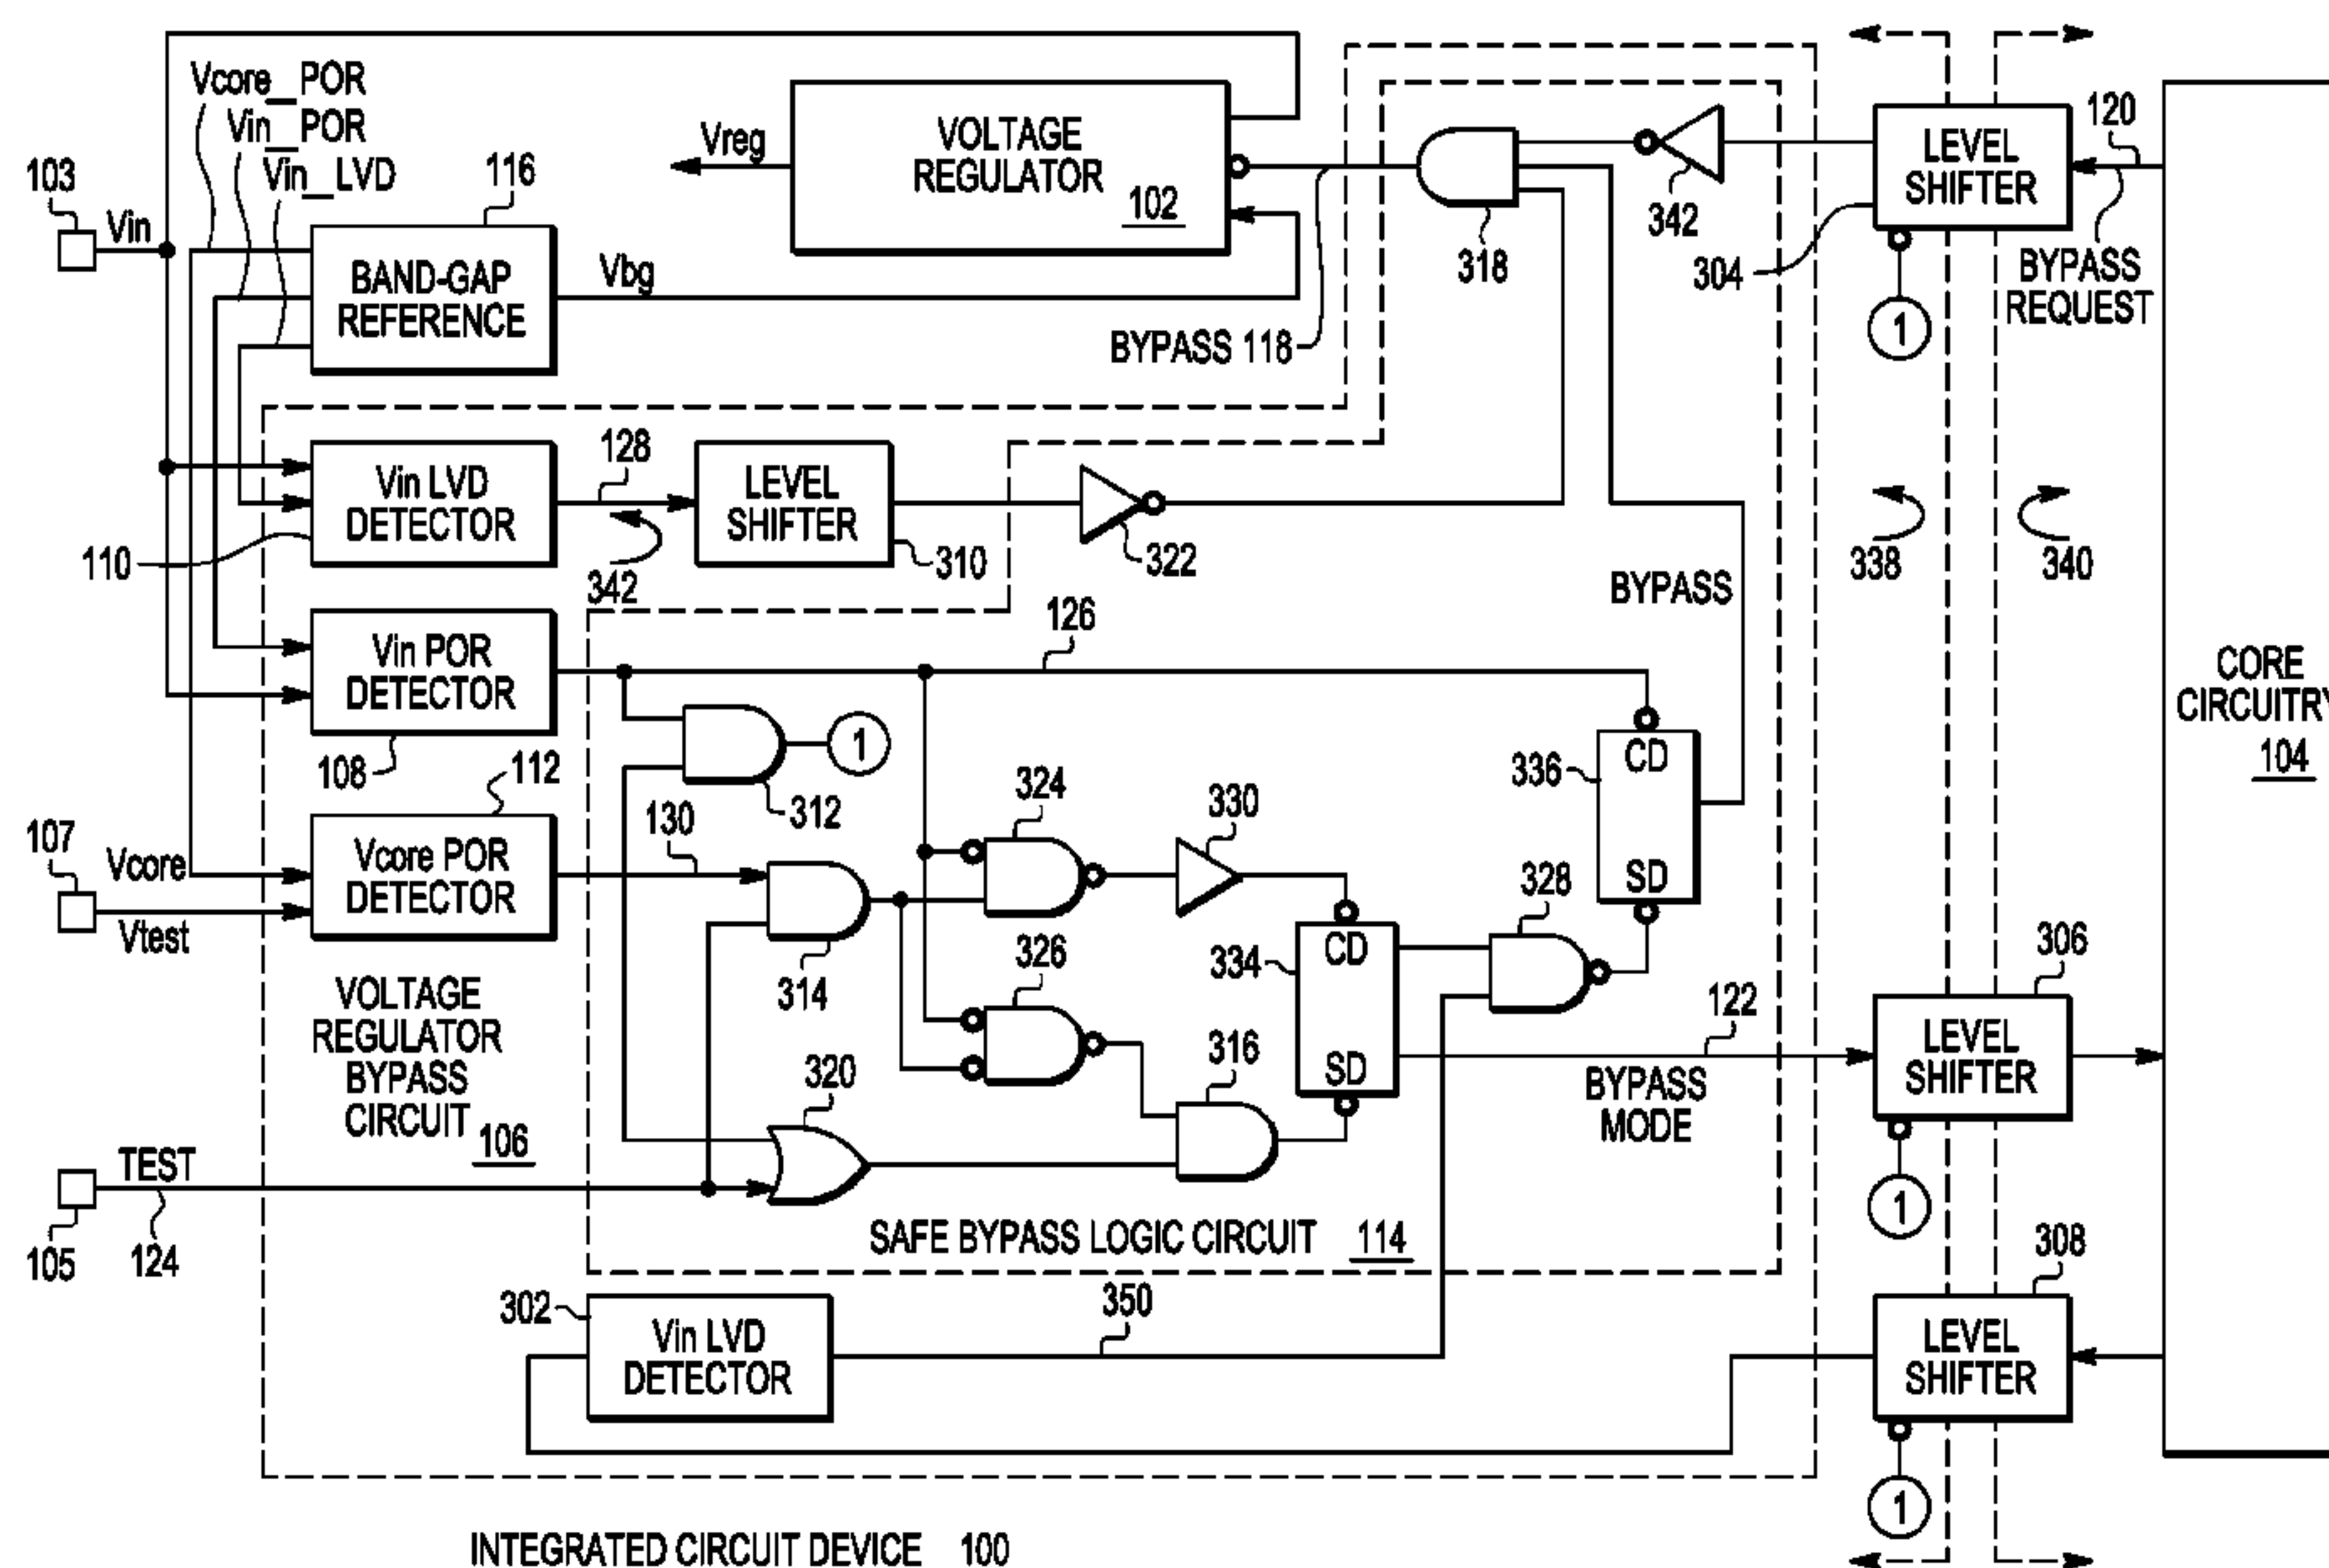 Vcore_POR
Vin_POR
Vin_LVD
116
103
Vin
BAND-GAP
REFERENCE
Vbg
Vreg
VOLTAGE
REGULATOR
102
BYPASS 118
318
342
LEVEL
SHIFTER
304
120
BYPASS
REQUEST
1
Vin LVD
DETECTOR
110
128
342
LEVEL
SHIFTER
310
322
338
340
BYPASS
Vin POR
DETECTOR
108
126
CORE
CIRCUITRY
104
1
312
112
107
Vcore
Vtest
Vcore POR
DETECTOR
130
314
324
330
336
CD
SD
326
334
CD
SD
328
306
LEVEL
SHIFTER
1
122
BYPASS
MODE
VOLTAGE
REGULATOR
BYPASS
CIRCUIT
106
320
316
TEST
105
124
SAFE BYPASS LOGIC CIRCUIT 114
308
LEVEL
SHIFTER
1
302
Vin LVD
DETECTOR
350
INTEGRATED CIRCUIT DEVICE 100